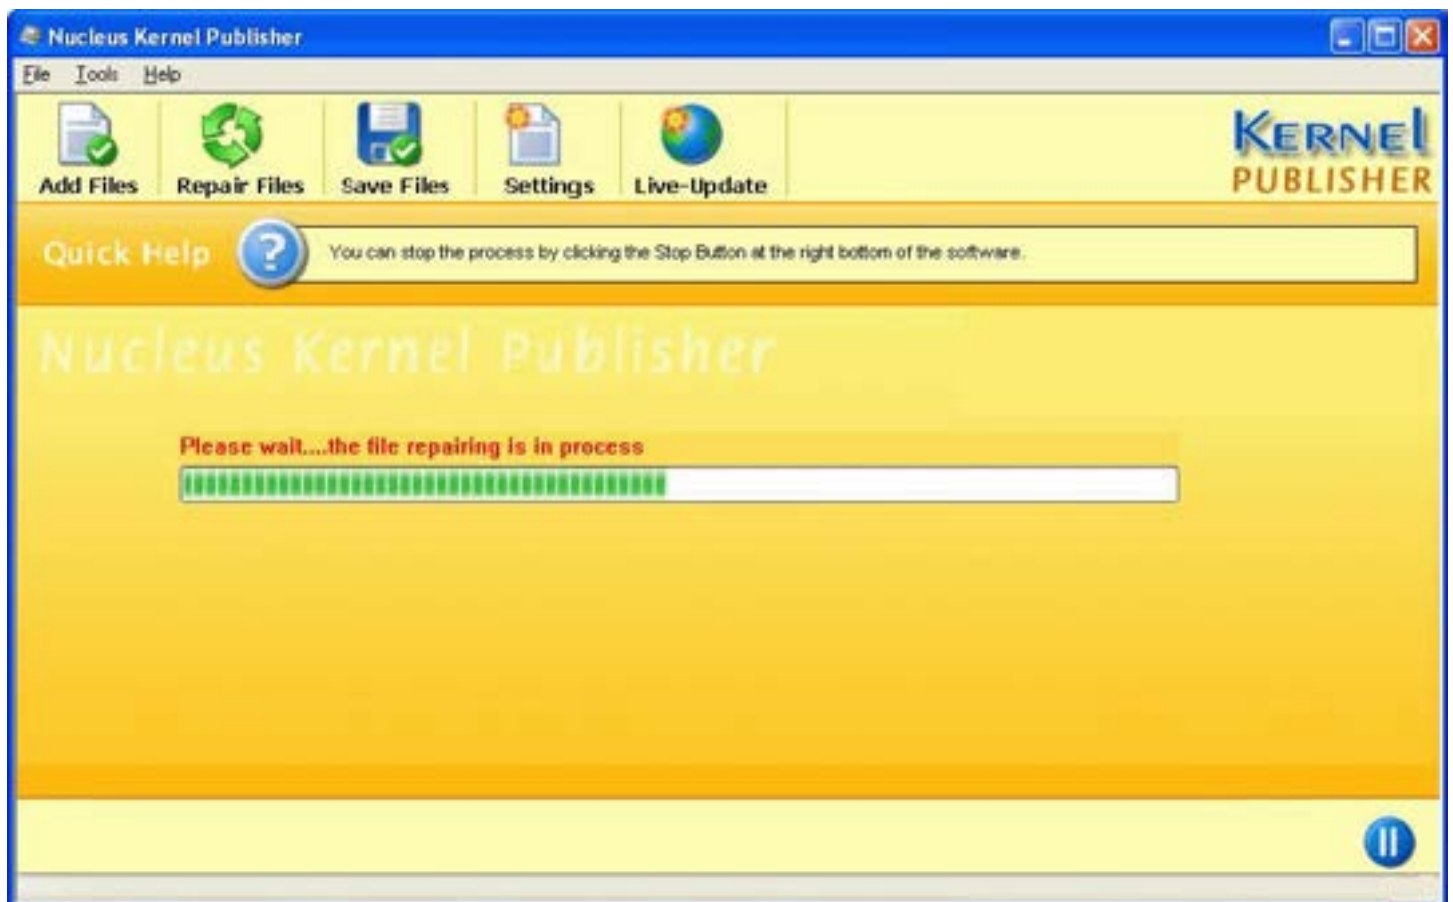 Nucleus Kernel Publisher
File Tools Help
Add Files Repair Files Save Files Settings Live-Update
KERNEL
PUBLISHER
Quick Help ? You can stop the process by clicking the Stop Button at the right bottom of the software.
Nucleus Kernel Publisher
Please wait....the file repairing is in process